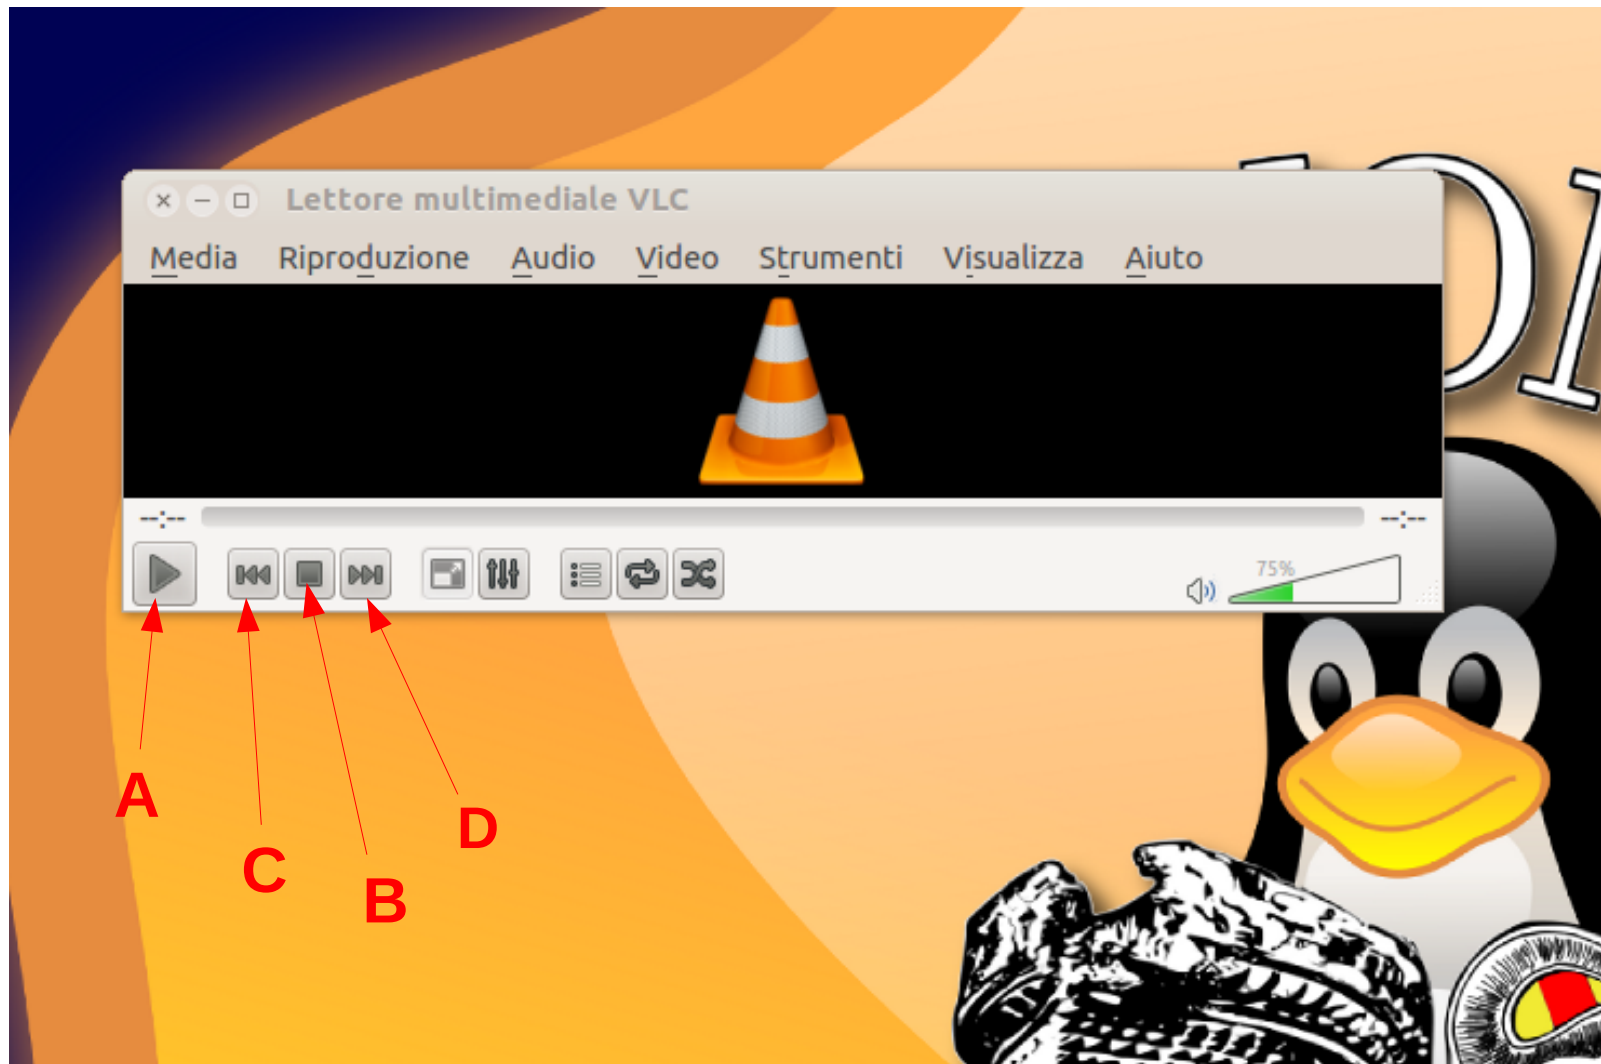 Lettore multimediale VLC
Media Riproduzione Audio Video Strumenti Visualizza Aiuto
--:-- --:--
75%
A
D
C
B